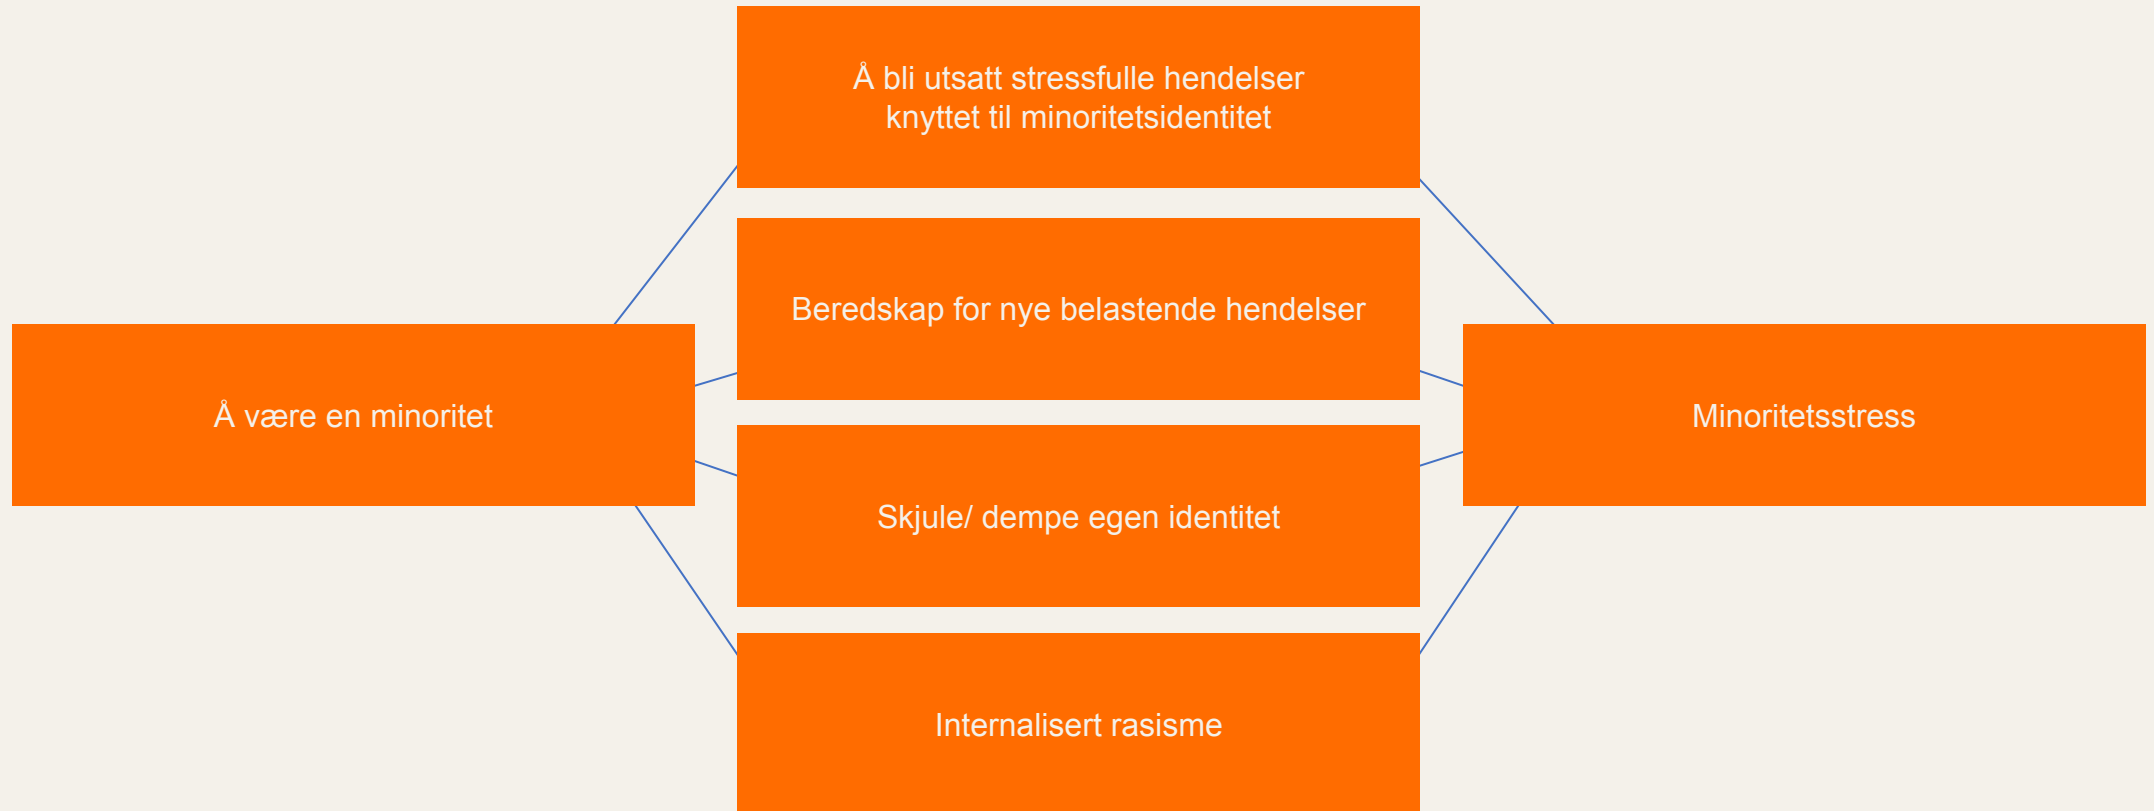 Å bli utsatt stressfulle hendelser
knyttet til minoritetsidentitet
Beredskap for nye belastende hendelser
Å være en minoritet
Minoritetsstress
Skjule/ dempe egen identitet
Internalisert rasisme